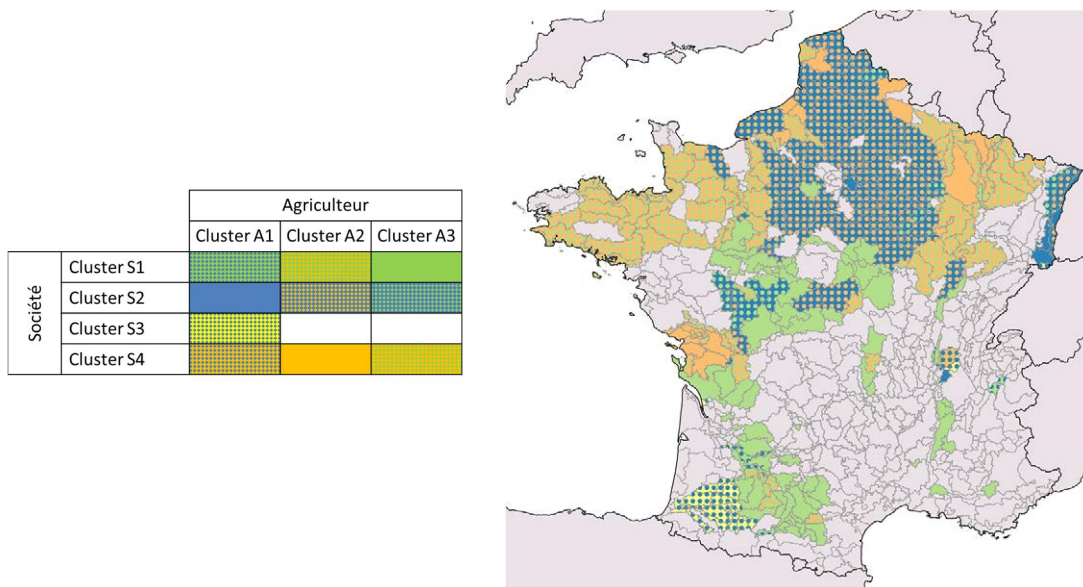 Agriculteur
Cluster A1 Cluster A2 Cluster A3
Société
Cluster S1
Cluster S2
Cluster S3
Cluster S4